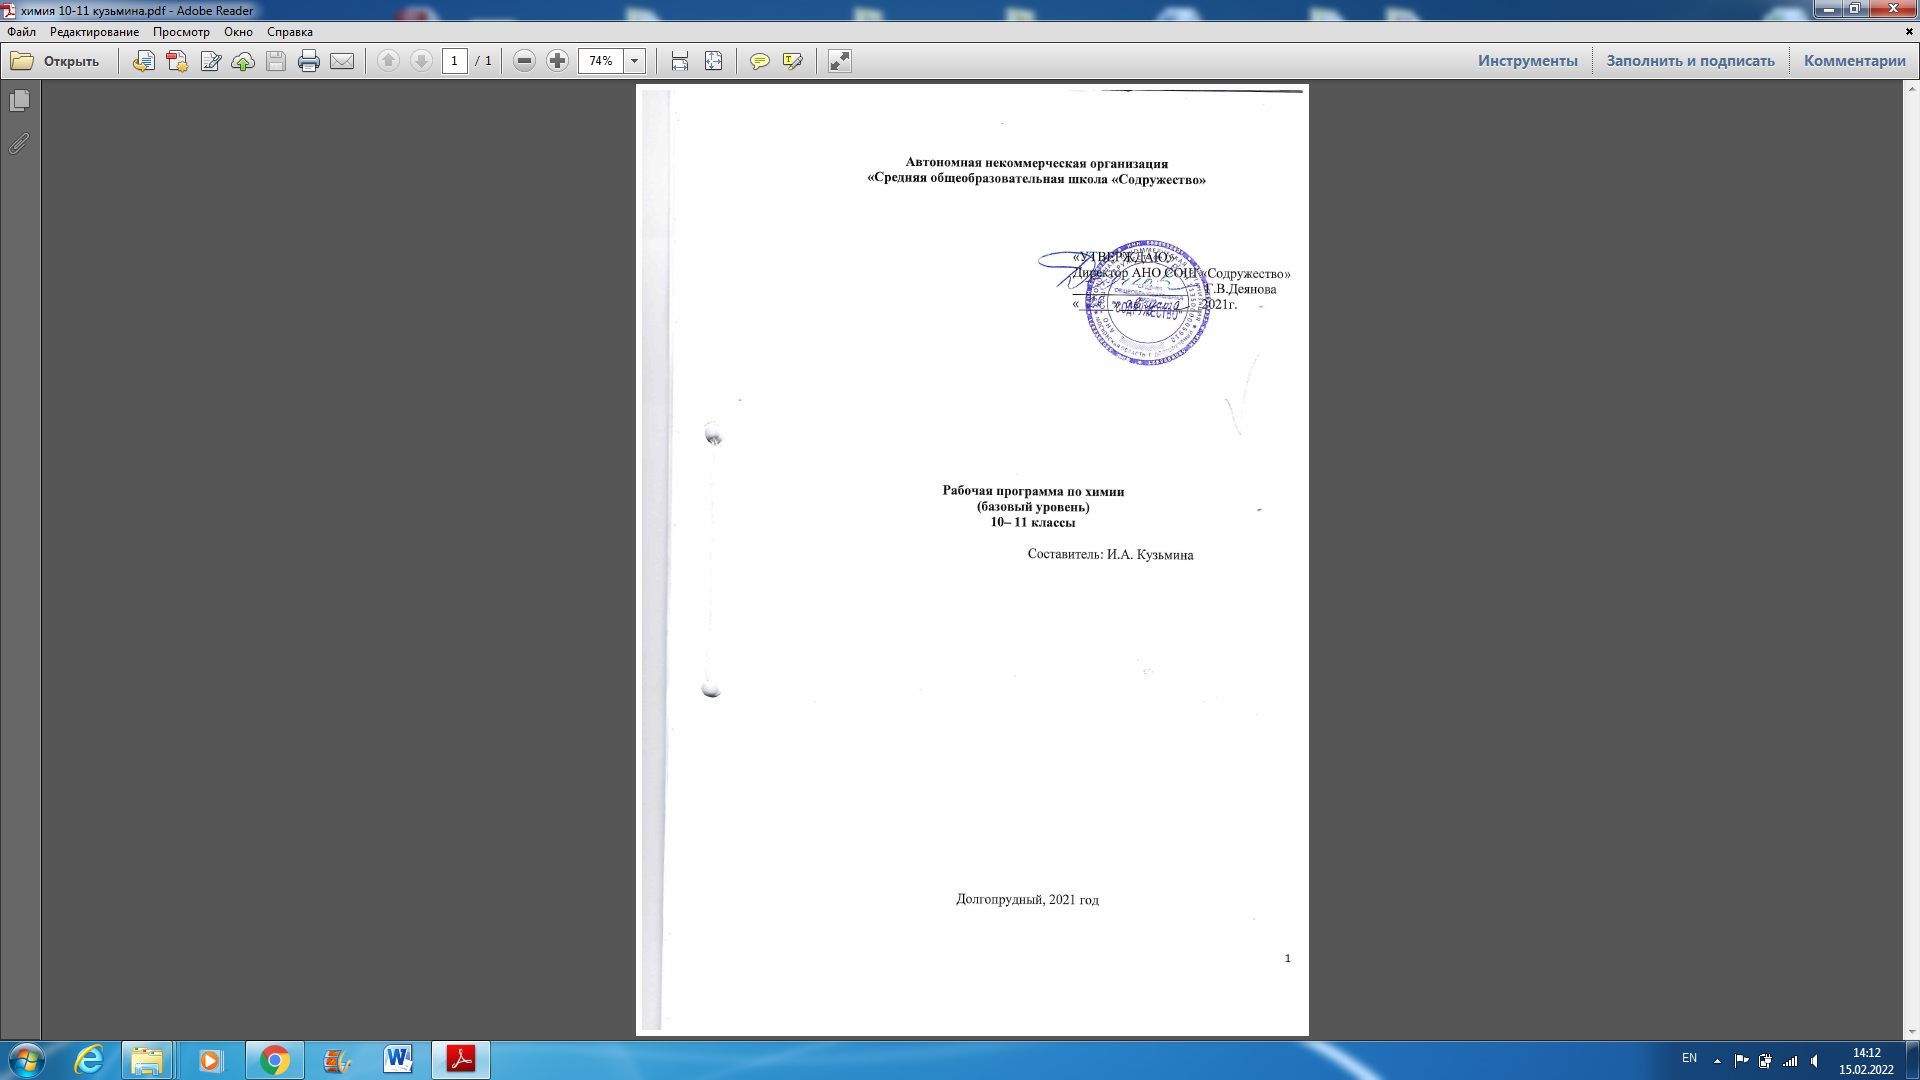 химия 10-11 кузьмина.pdf - Adobe Reader
Файл Редактирование Просмотр Окно Справка
Открыть 1 / 1 74% Инструменты Заполнить и подписать Комментарии
Автономная некоммерческая организация
«Средняя общеобразовательная школа «Содружество»
«УТВЕРЖДАЮ»
Директор АНО СОШ «Содружество»
Г.В.Деянова
августа 2021г.
СОДРУЖЕСТВО
Рабочая программа по химии
(базовый уровень)
10– 11 классы
Составитель: И.А. Кузьмина
Долгопрудный, 2021 год
1
EN
14:12
15.02.2022